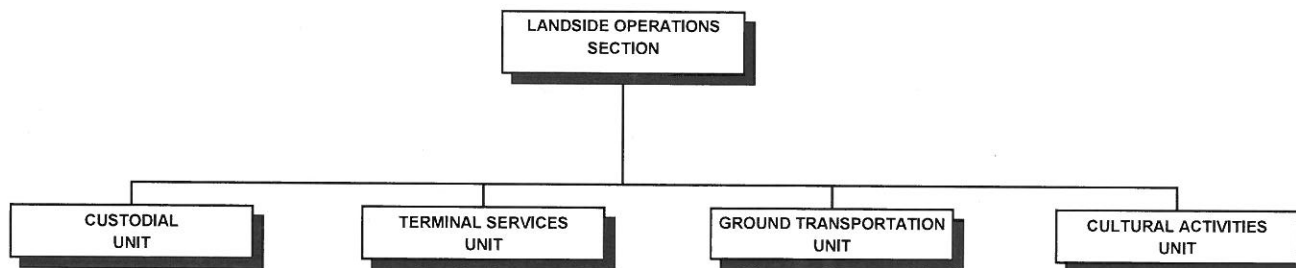 LANDSIDE OPERATIONS
SECTION
CUSTODIAL
UNIT
TERMINAL SERVICES
UNIT
GROUND TRANSPORTATION
UNIT
CULTURAL ACTIVITIES
UNIT